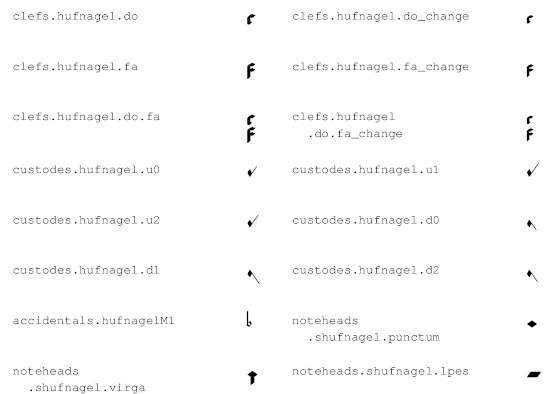 clefs.hufnagel.do
clefs.hufnagel.do_change
clefs.hufnagel.fa
clefs.hufnagel.fa_change
clefs.hufnagel.do.fa
clefs.hufnagel
.do.fa_change
custodes.hufnagel.u0
custodes.hufnagel.u1
custodes.hufnagel.u2
custodes.hufnagel.d0
custodes.hufnagel.d1
custodes.hufnagel.d2
accidentals.hufnagelM1
noteheads
.shufnagel.punctum
noteheads
.shufnagel.virga
noteheads.shufnagel.lpes